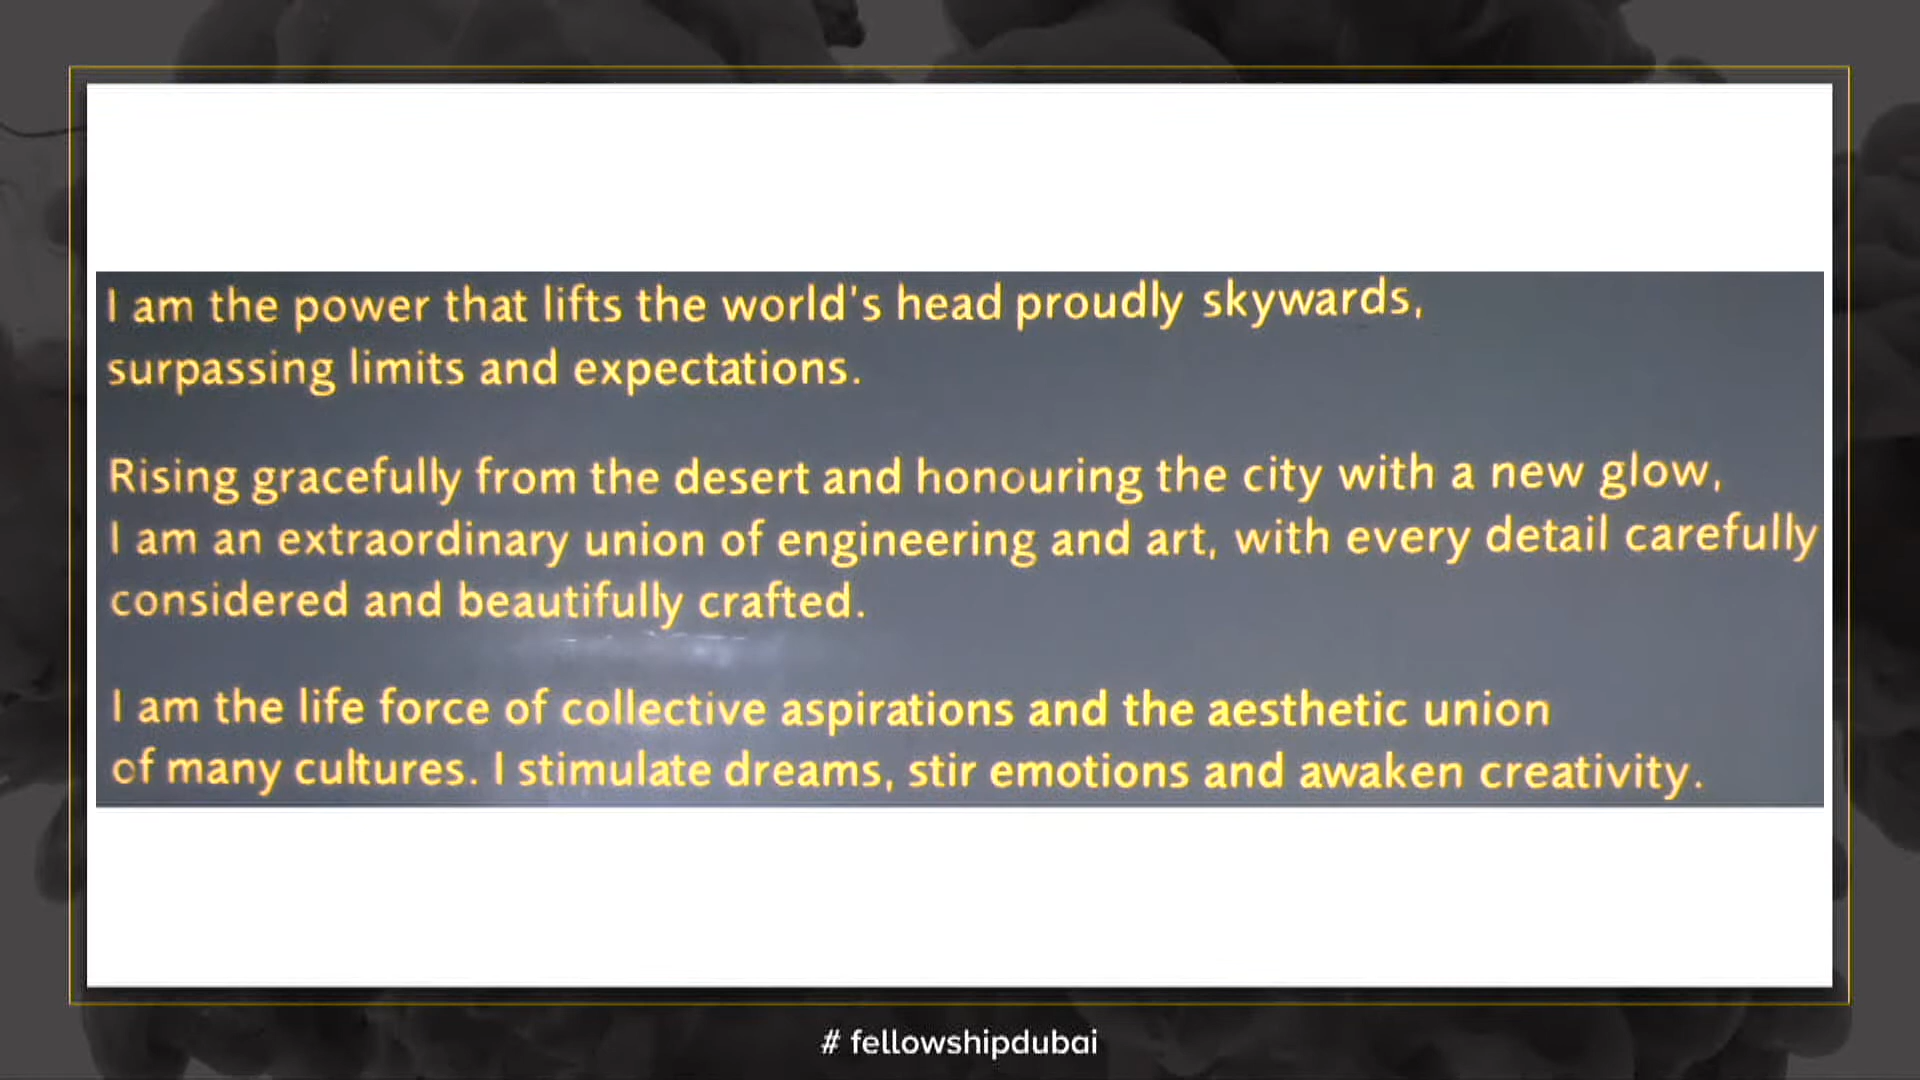 I am the power that lifts the world's head proudly skywards,
surpassing limits and expectations.
Rising gracefully from the desert and honouring the city with a new glow,
I am an extraordinary union of engineering and art, with every detail carefully
considered and beautifully crafted.
I am the life force of collective aspirations and the aesthetic union
of many cultures. I stimulate dreams, stir emotions and awaken creativity.
# fellowshipdubai